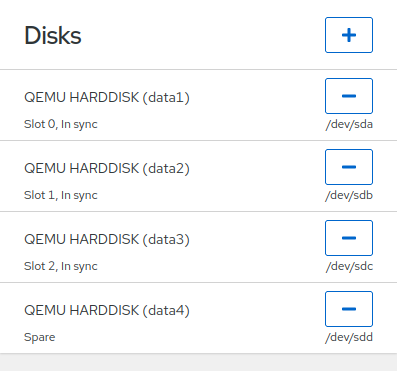 Disks
QEMU HARDDISK (data1)
Slot 0, In sync
/dev/sda
QEMU HARDDISK (data2)
Slot 1, In sync
/dev/sdb
QEMU HARDDISK (data3)
Slot 2, In sync
/dev/sdc
QEMU HARDDISK (data4)
Spare
/dev/sdd